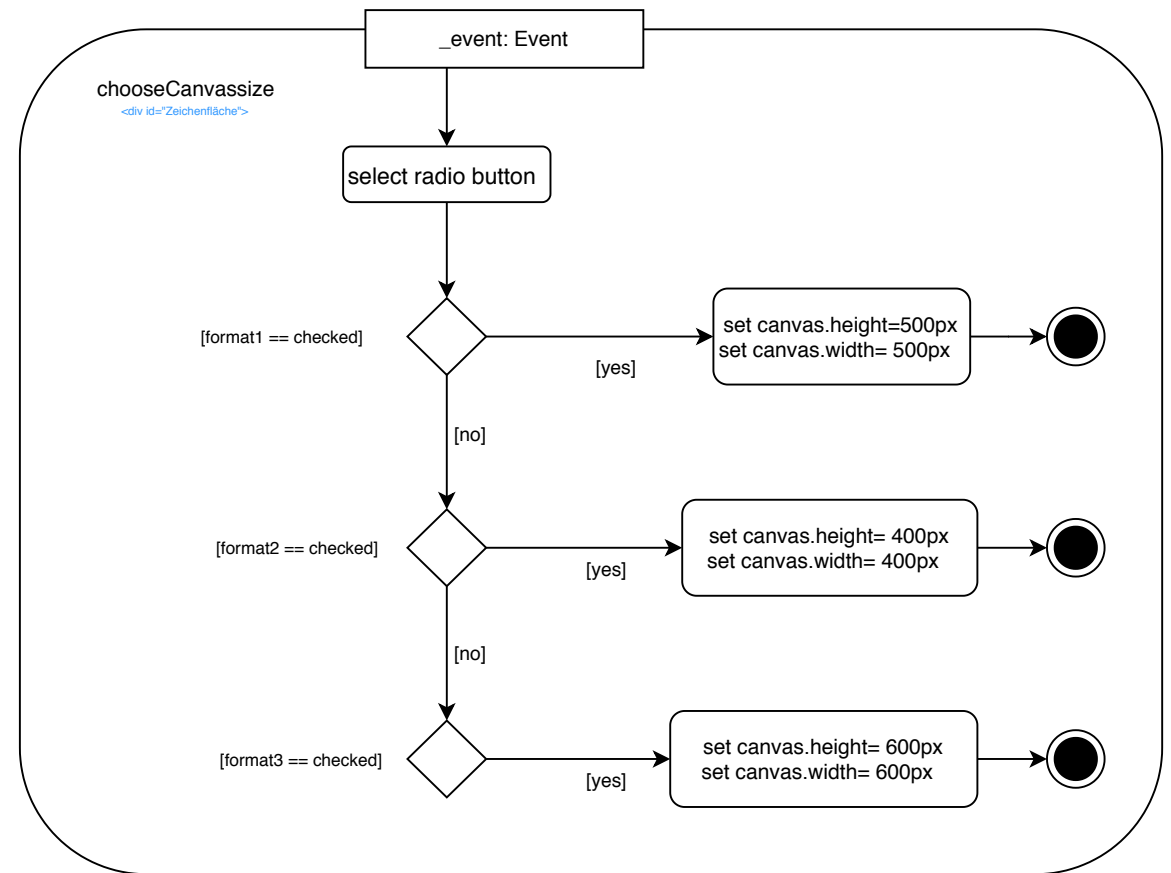 _event: Event
chooseCanvassize
<div id="Zeichenfläche">
select radio button
[format1 == checked]
[yes]
set canvas.height=500px
set canvas.width= 500px
[no]
[format2 == checked]
[yes]
set canvas.height= 400px
set canvas.width= 400px
[no]
[format3 == checked]
[yes]
set canvas.height= 600px
set canvas.width= 600px